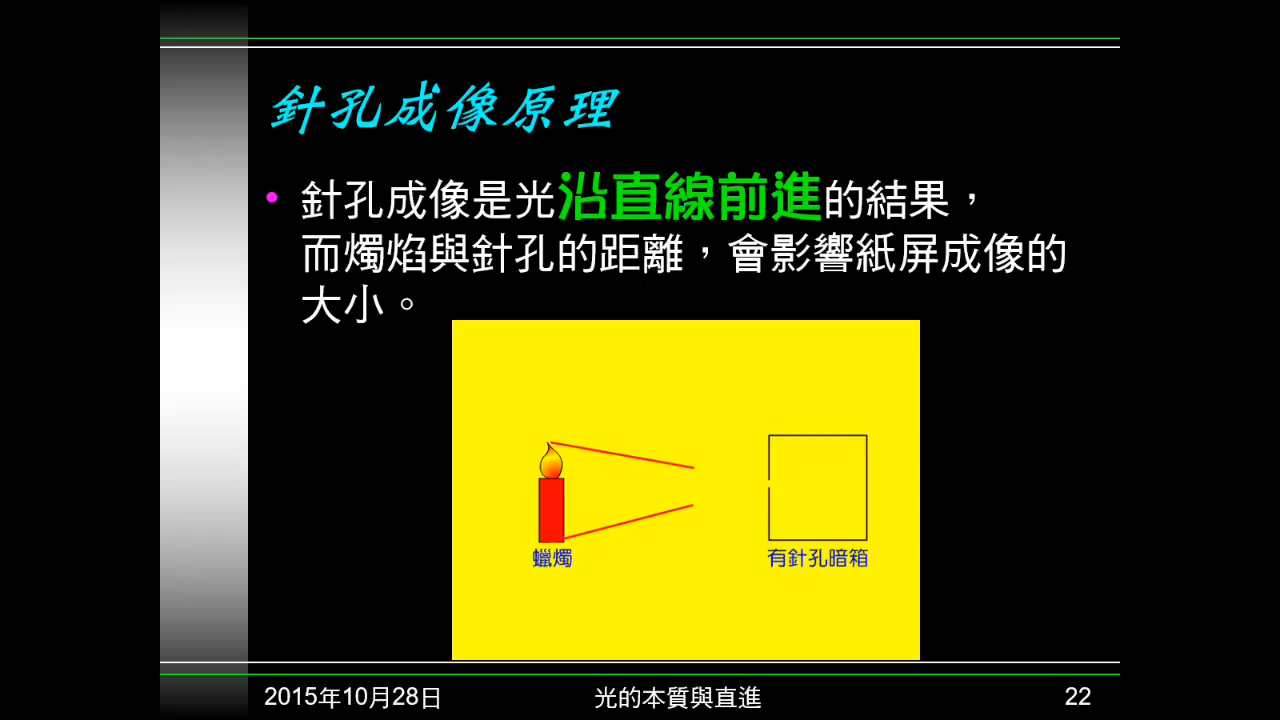 針孔成像原理
• 針孔成像是光沿直線前進的結果，
而燭焰與針孔的距離，會影響紙屏成像的
大小。
蠟燭
有針孔暗箱
2015年10月28日
光的本質與直進
22